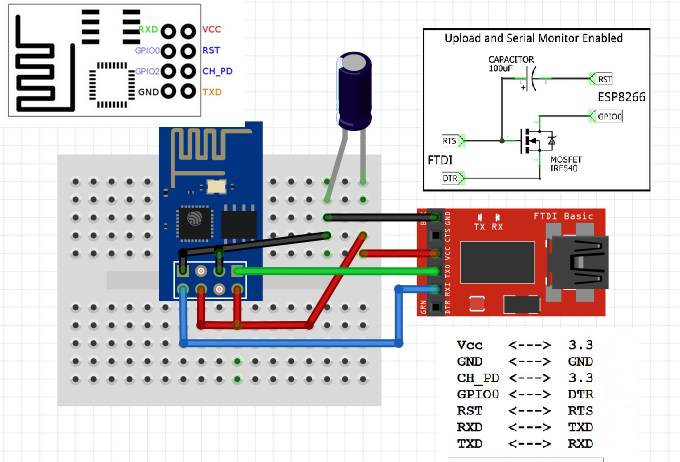 RXD VCC
GPIO0 RST
GPIO2 CH_PD
GND TXD
Upload and Serial Monitor Enabled
CAPACITOR
100uF
RST
ESP8266
GPIO0
RTS
FTDI
MOSFET
IRF540
DTR
FTDI Basic
TX RX
GND
CTS
VCC
TXO
RXI
DTR
GRN
Vcc <---> 3.3
GND <---> GND
CH_PD <---> 3.3
GPIO0 <---> DTR
RST <---> RTS
RXD <---> TXD
TXD <---> RXD